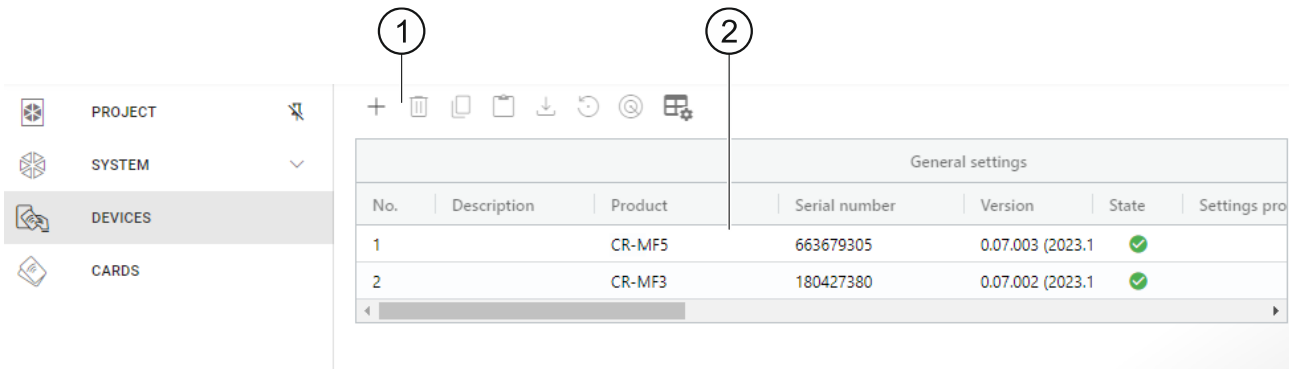 1 2
PROJECT
SYSTEM
DEVICES
CARDS
General settings
No. Description Product Serial number Version State Settings pro
1 CR-MF5 663679305 0.07.003 (2023.1
2 CR-MF3 180427380 0.07.002 (2023.1